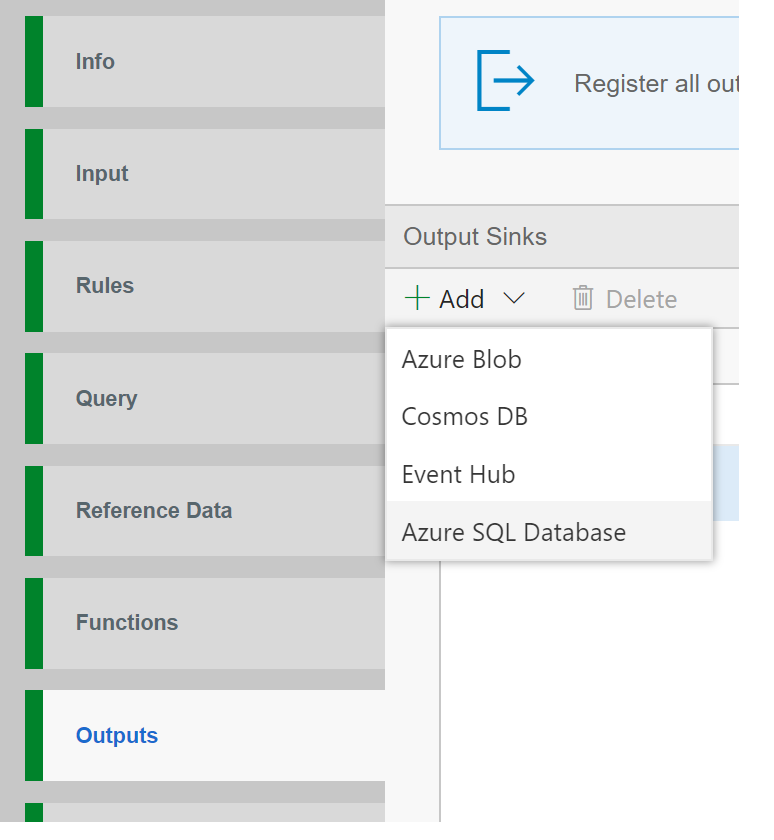 Info
Input
Rules
Query
Reference Data
Functions
Outputs
Register all
Output Sinks
Add
Delete
Azure Blob
Cosmos DB
Event Hub
Azure SQL Database